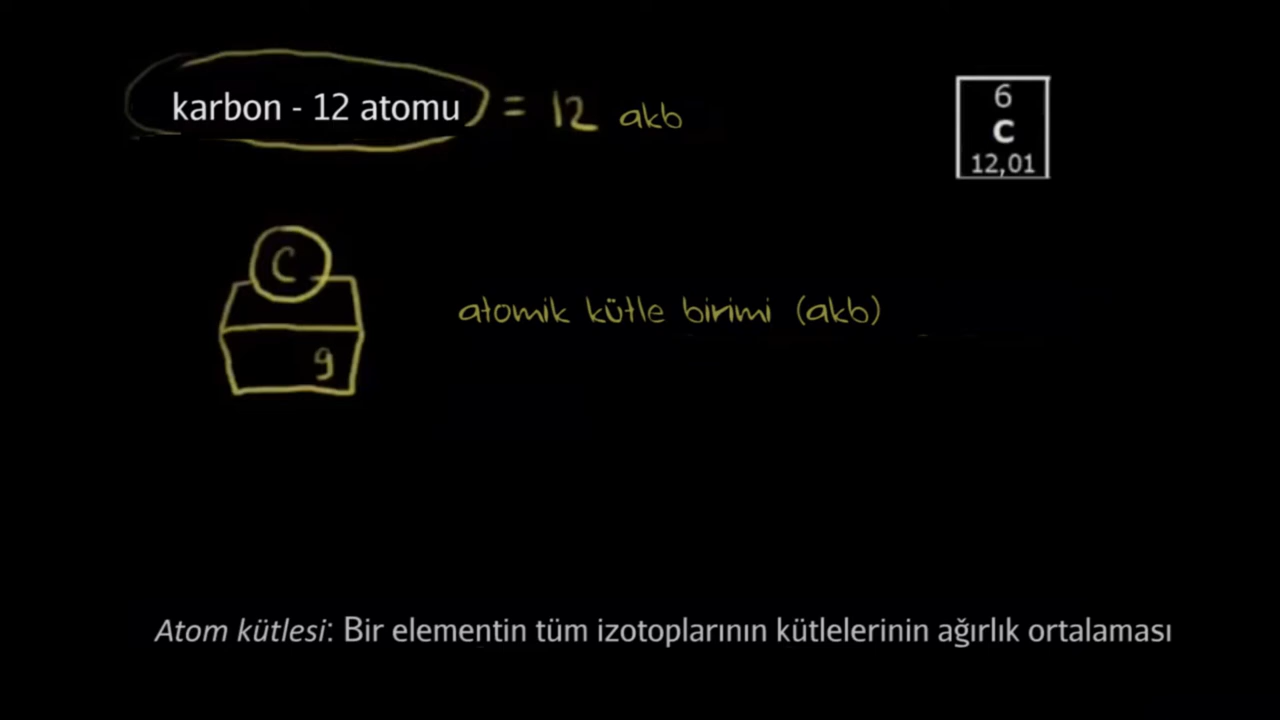 karbon - 12 atomu = 12 akb
6
C
12,01
C
g
atomik kütle birimi (akb)
Atom kütlesi: Bir elementin tüm izotoplarının kütlelerinin ağırlık ortalaması